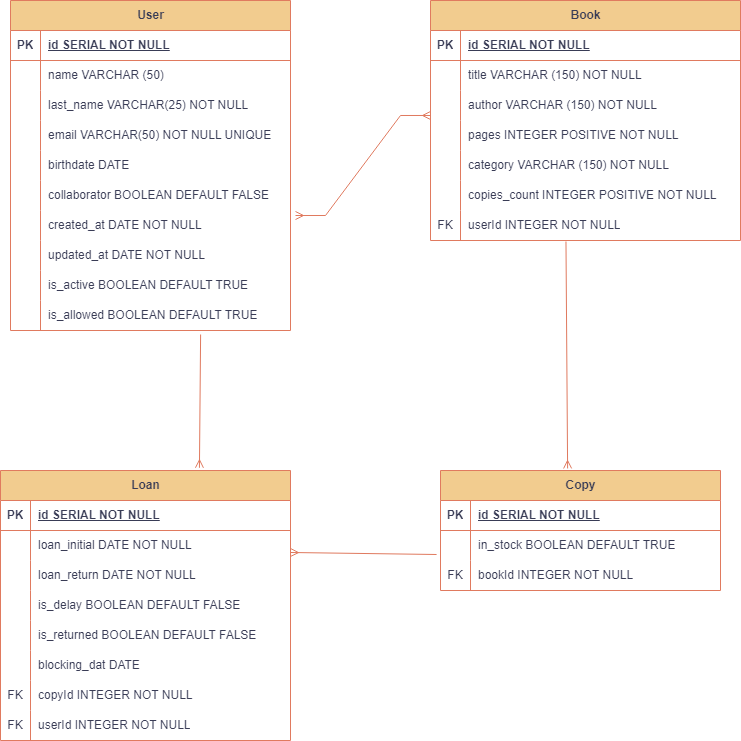 User
PK id SERIAL NOT NULL
name VARCHAR (50)
last_name VARCHAR(25) NOT NULL
email VARCHAR(50) NOT NULL UNIQUE
birthdate DATE
collaborator BOOLEAN DEFAULT FALSE
created_at DATE NOT NULL
updated_at DATE NOT NULL
is_active BOOLEAN DEFAULT TRUE
is_allowed BOOLEAN DEFAULT TRUE
Book
PK id SERIAL NOT NULL
title VARCHAR (150) NOT NULL
author VARCHAR (150) NOT NULL
pages INTEGER POSITIVE NOT NULL
category VARCHAR (150) NOT NULL
copies_count INTEGER POSITIVE NOT NULL
FK userId INTEGER NOT NULL
Loan
PK id SERIAL NOT NULL
loan_initial DATE NOT NULL
loan_return DATE NOT NULL
is_delay BOOLEAN DEFAULT FALSE
is_returned BOOLEAN DEFAULT FALSE
blocking_dat DATE
FK copyId INTEGER NOT NULL
FK userId INTEGER NOT NULL
Copy
PK id SERIAL NOT NULL
in_stock BOOLEAN DEFAULT TRUE
FK bookId INTEGER NOT NULL